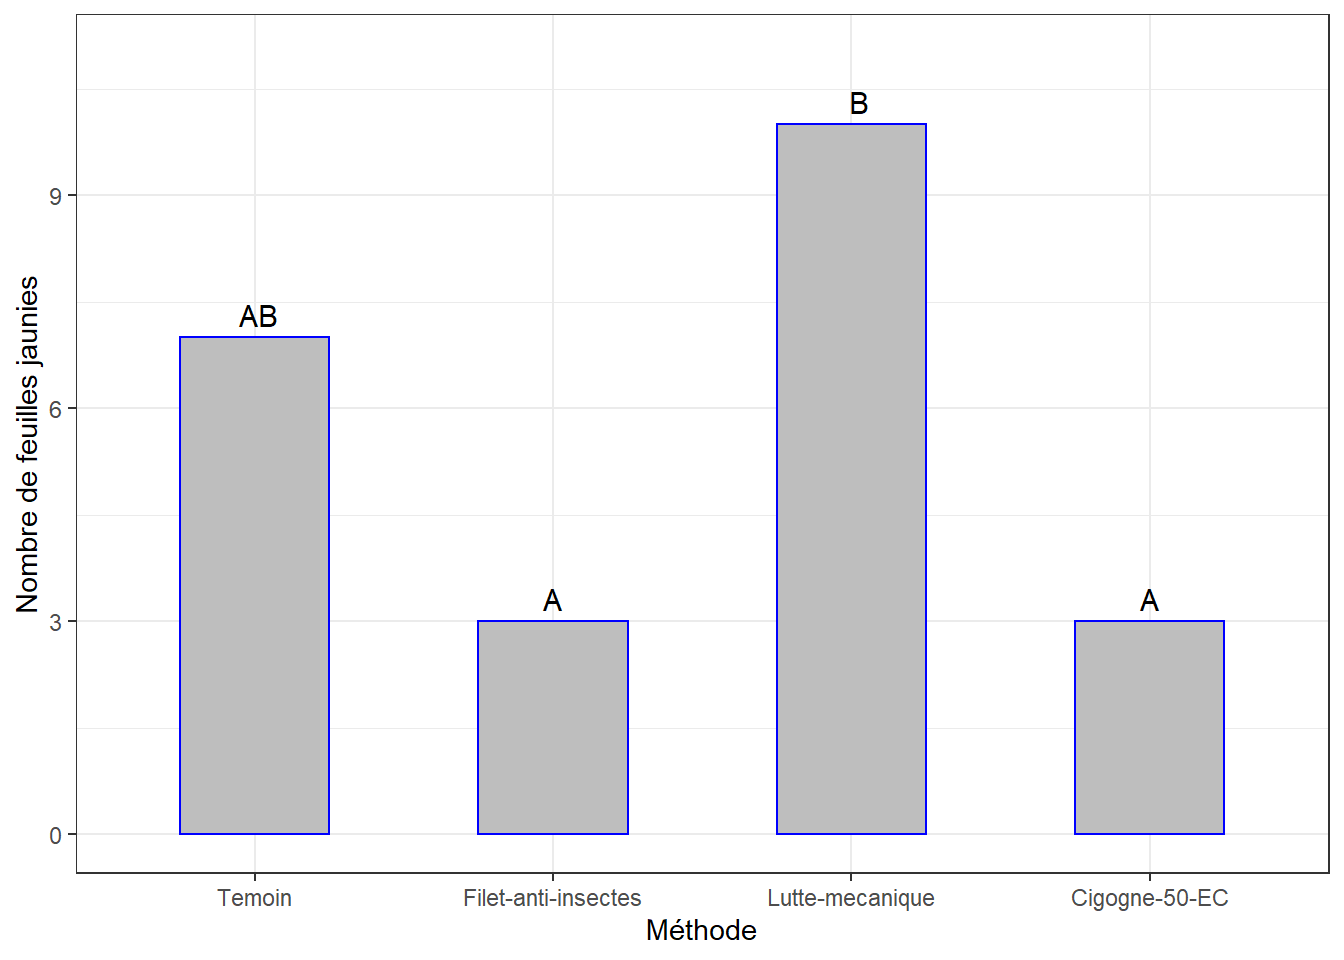 B
9
AB
6
A
A
3
0
Nombre de feuilles jaunies
Temoin
Filet-anti-insectes
Lutte-mecanique
Cigogne-50-EC
Méthode